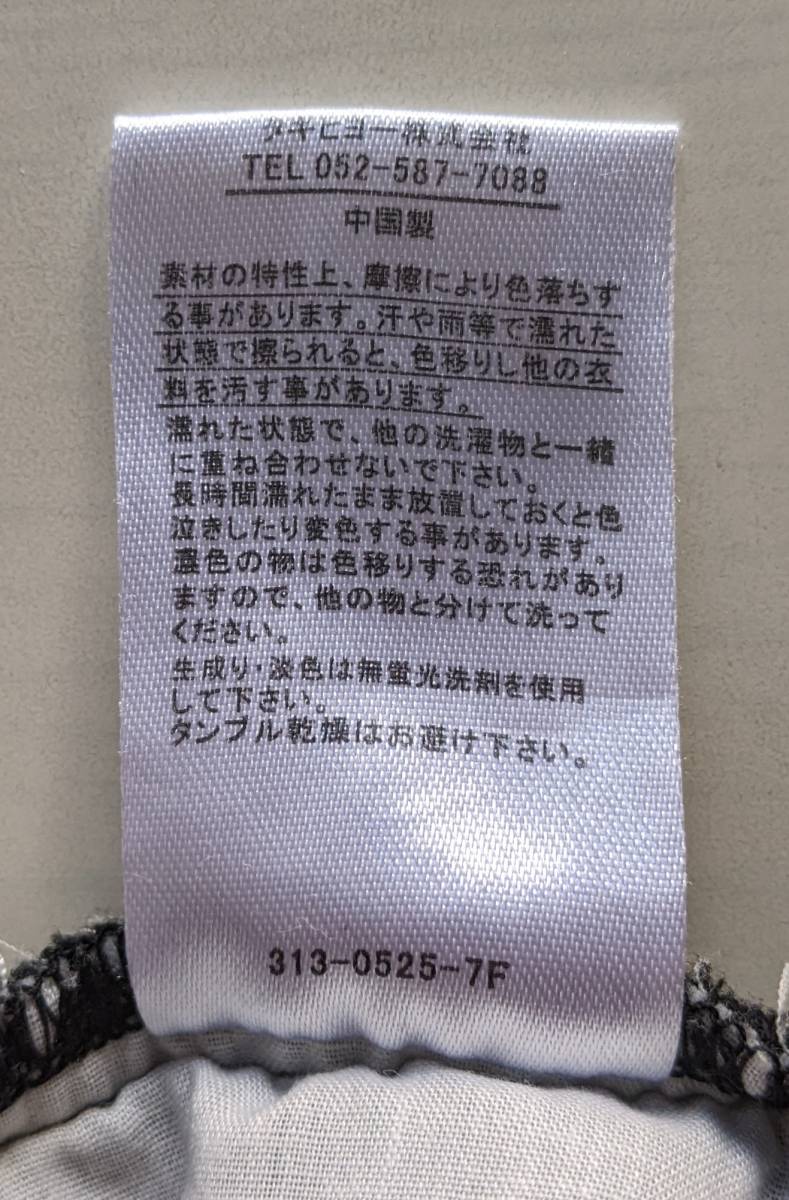 タキヒヨー株式会社
TEL 052-587-7088
中国製
素材の特性上、摩擦により色落ちす
る事があります。汗や雨等で濡れた
状態で擦られると、色移りし他の衣
料を汚す事があります。
濡れた状態で、他の洗濯物と一緒
に重ね合わせないで下さい。
長時間濡れたまま放置しておくと色
泣きしたり変色する事があります。
濃色の物は色移りする恐れがあり
ますので、他の物と分けて洗って
ください。
生成り・淡色は無蛍光洗剤を使用
して下さい。
タンブル乾燥はお避け下さい。
313-0525-7F